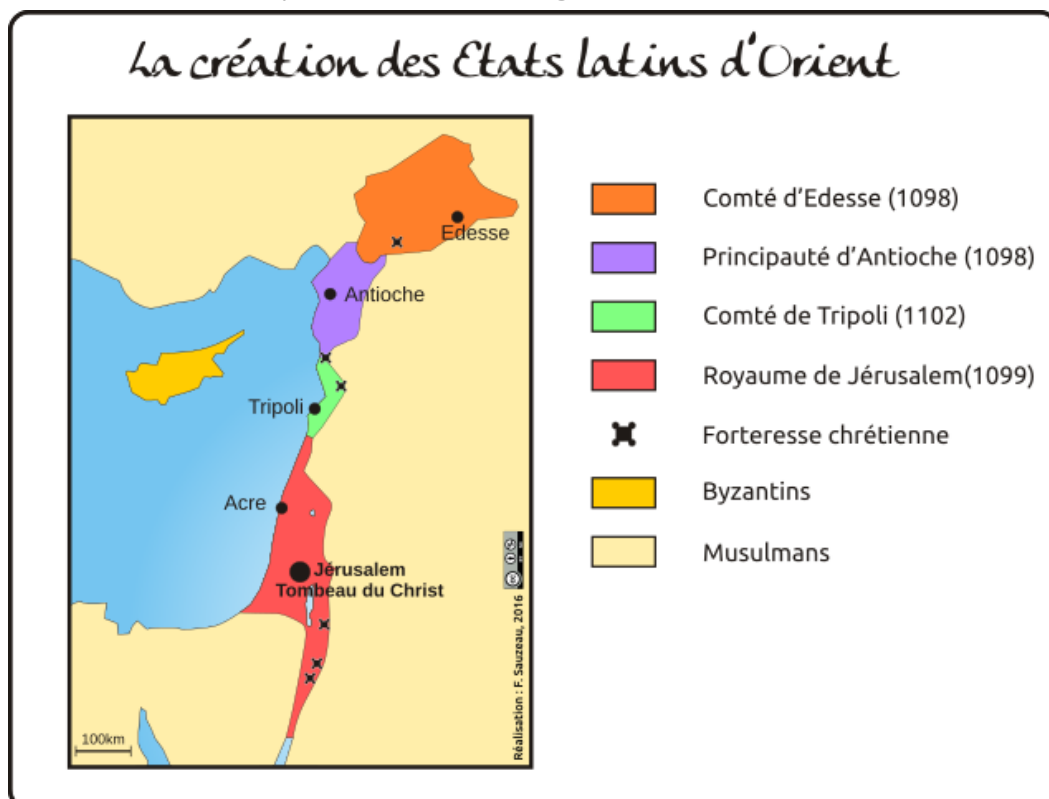 La création des Etats latins d'Orient
Edesse
Antioche
Tripoli
Acre
Jérusalem
Tombeau du Christ
100km
Réalisation : F. Sauzeau, 2016
Comté d'Edesse (1098)
Principauté d'Antioche (1098)
Comté de Tripoli (1102)
Royaume de Jérusalem(1099)
Forteresse chrétienne
Byzantins
Musulmans